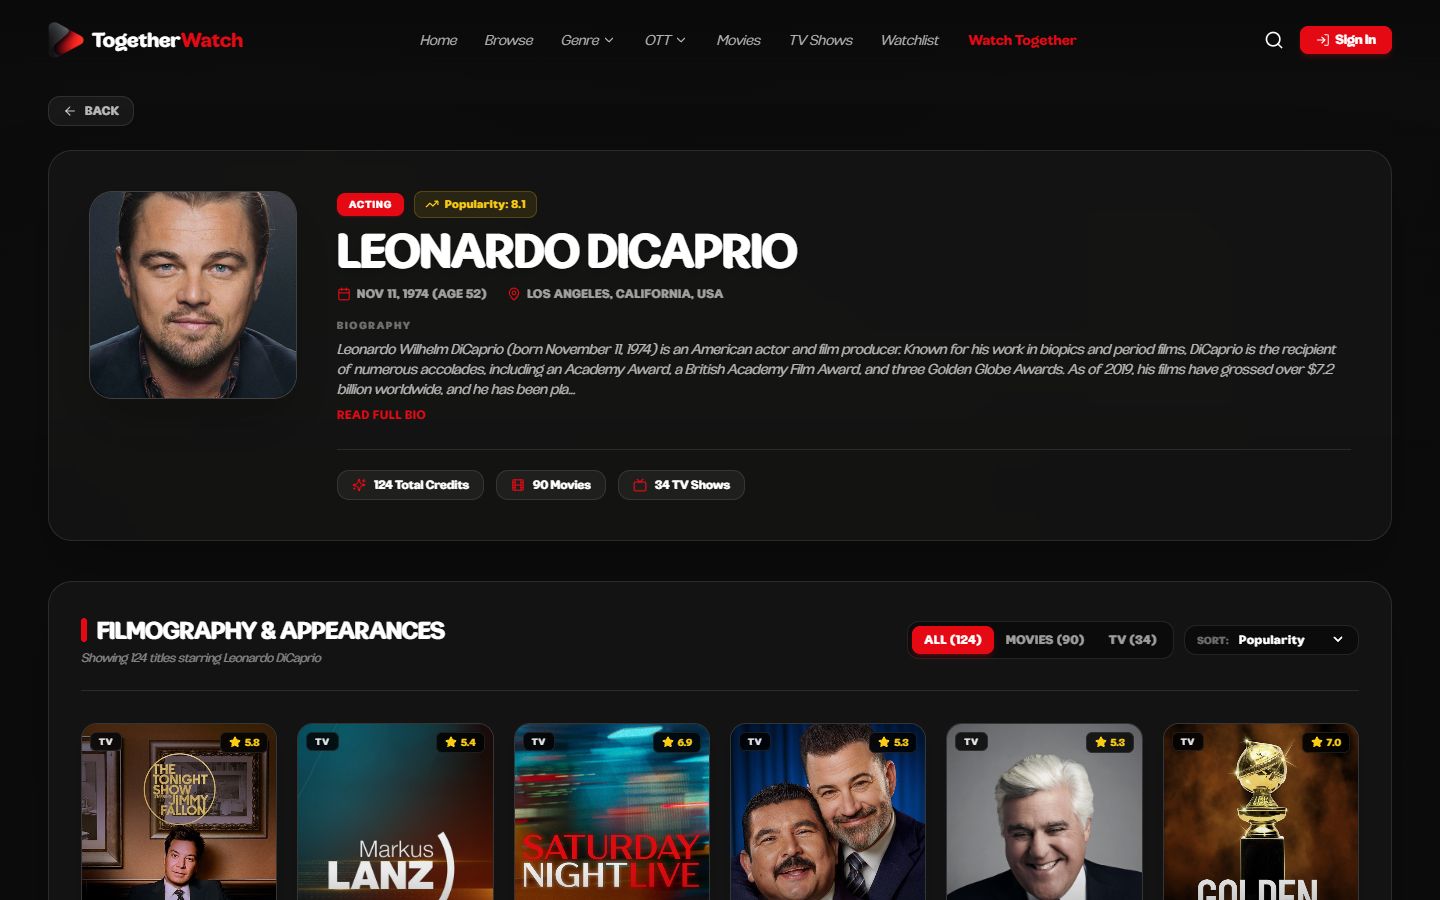 TogetherWatch
Home Browse Genre OTT Movies TV Shows Watchlist Watch Together
Sign In
BACK
ACTING
Popularity: 8.1
LEONARDO DICAPRIO
NOV 11, 1974 (AGE 52) LOS ANGELES, CALIFORNIA, USA
BIOGRAPHY
Leonardo Wilhelm DiCaprio (born November 11, 1974) is an American actor and film producer. Known for his work in biopics and period films, DiCaprio is the recipient
of numerous accolades, including an Academy Award, a British Academy Film Award, and three Golden Globe Awards. As of 2019, his films have grossed over $7.2
billion worldwide, and he has been pla...
READ FULL BIO
124 Total Credits
90 Movies
34 TV Shows
FILMOGRAPHY & APPEARANCES
Showing 124 titles starring Leonardo DiCaprio
ALL (124) MOVIES (90) TV (34)
SORT: Popularity
TV 5.8
THE
TONIGHT
SHOW
JIMMY
FALLON
TV 5.4
Markus
LANZ
TV 6.9
SATURDAY
NIGHT LIVE
TV 5.3
TV 5.3
TV 7.0
GOLDEN